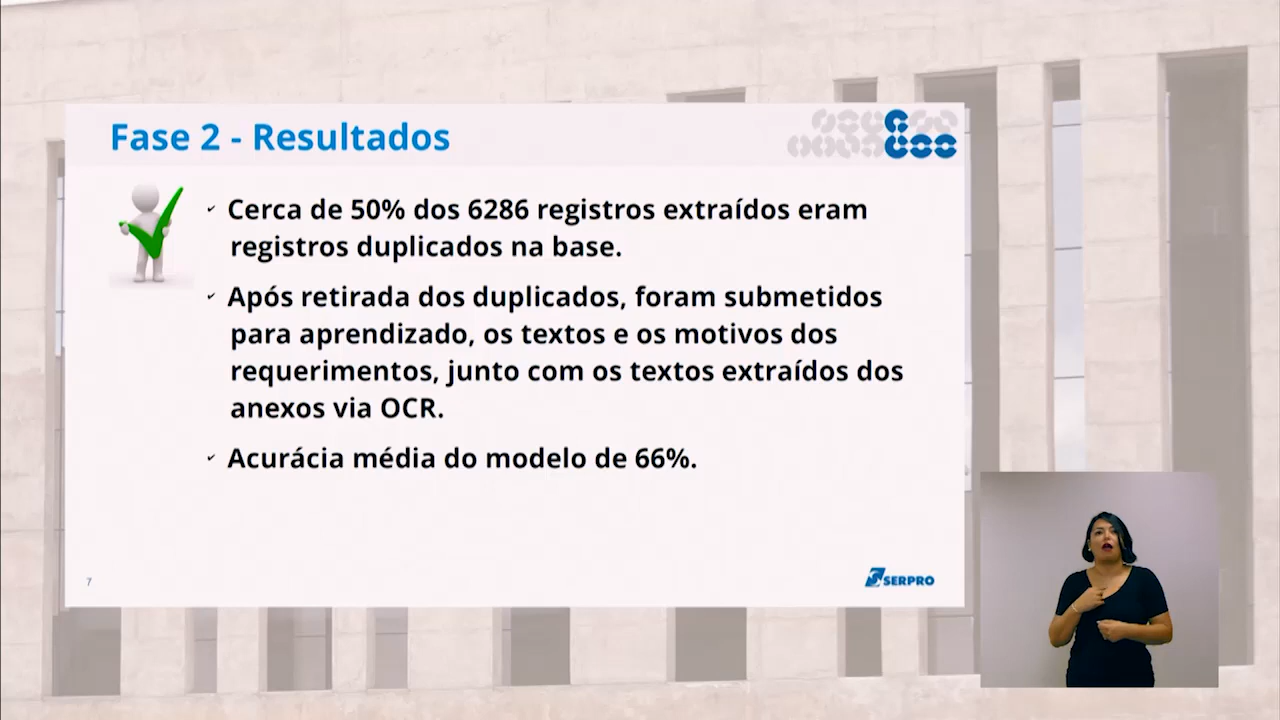 Fase 2 - Resultados
✓ Cerca de 50% dos 6286 registros extraídos eram
registros duplicados na base.
✓ Após retirada dos duplicados, foram submetidos
para aprendizado, os textos e os motivos dos
requerimentos, junto com os textos extraídos dos
anexos via OCR.
✓ Acurácia média do modelo de 66%.
7
SERPRO